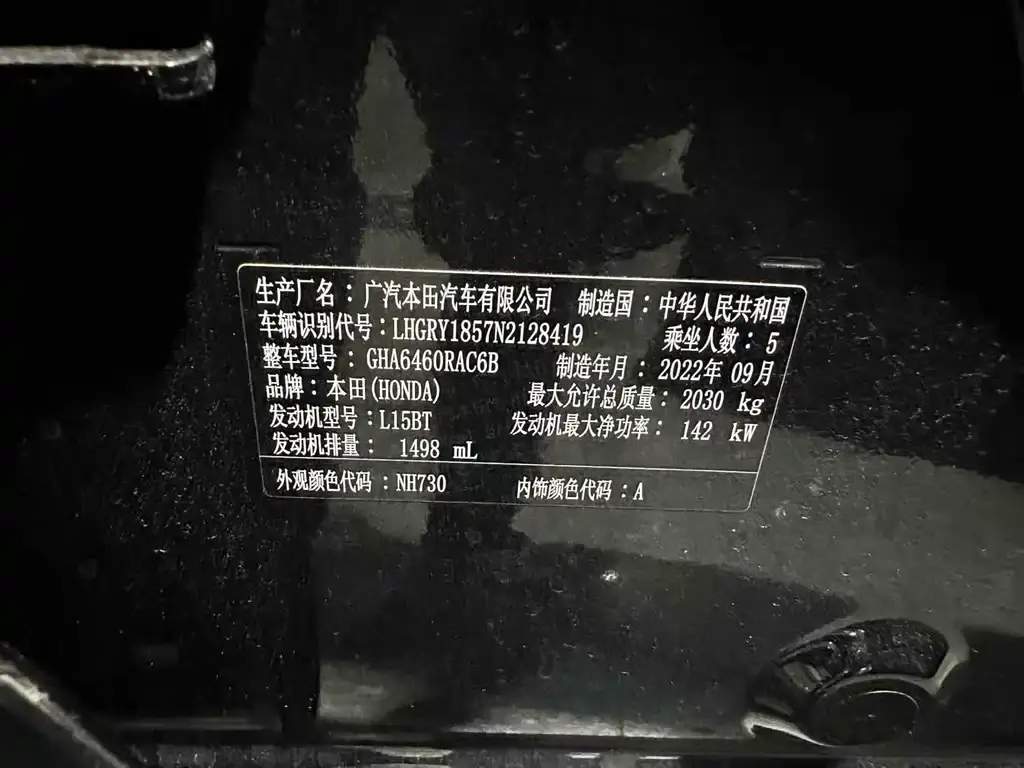 生产厂名：广汽本田汽车有限公司 制造国：中华人民共和国
车辆识别代号：LHGRY1857N2128419 乘坐人数：5
整车型号：GHA6460RAC6B 制造年月：2022年 09月
品牌：本田(HONDA) 最大允许总质量：2030 kg
发动机型号：L15BT 发动机最大净功率：142 kW
发动机排量：1498 mL
外观颜色代码：NH730 内饰颜色代码：A